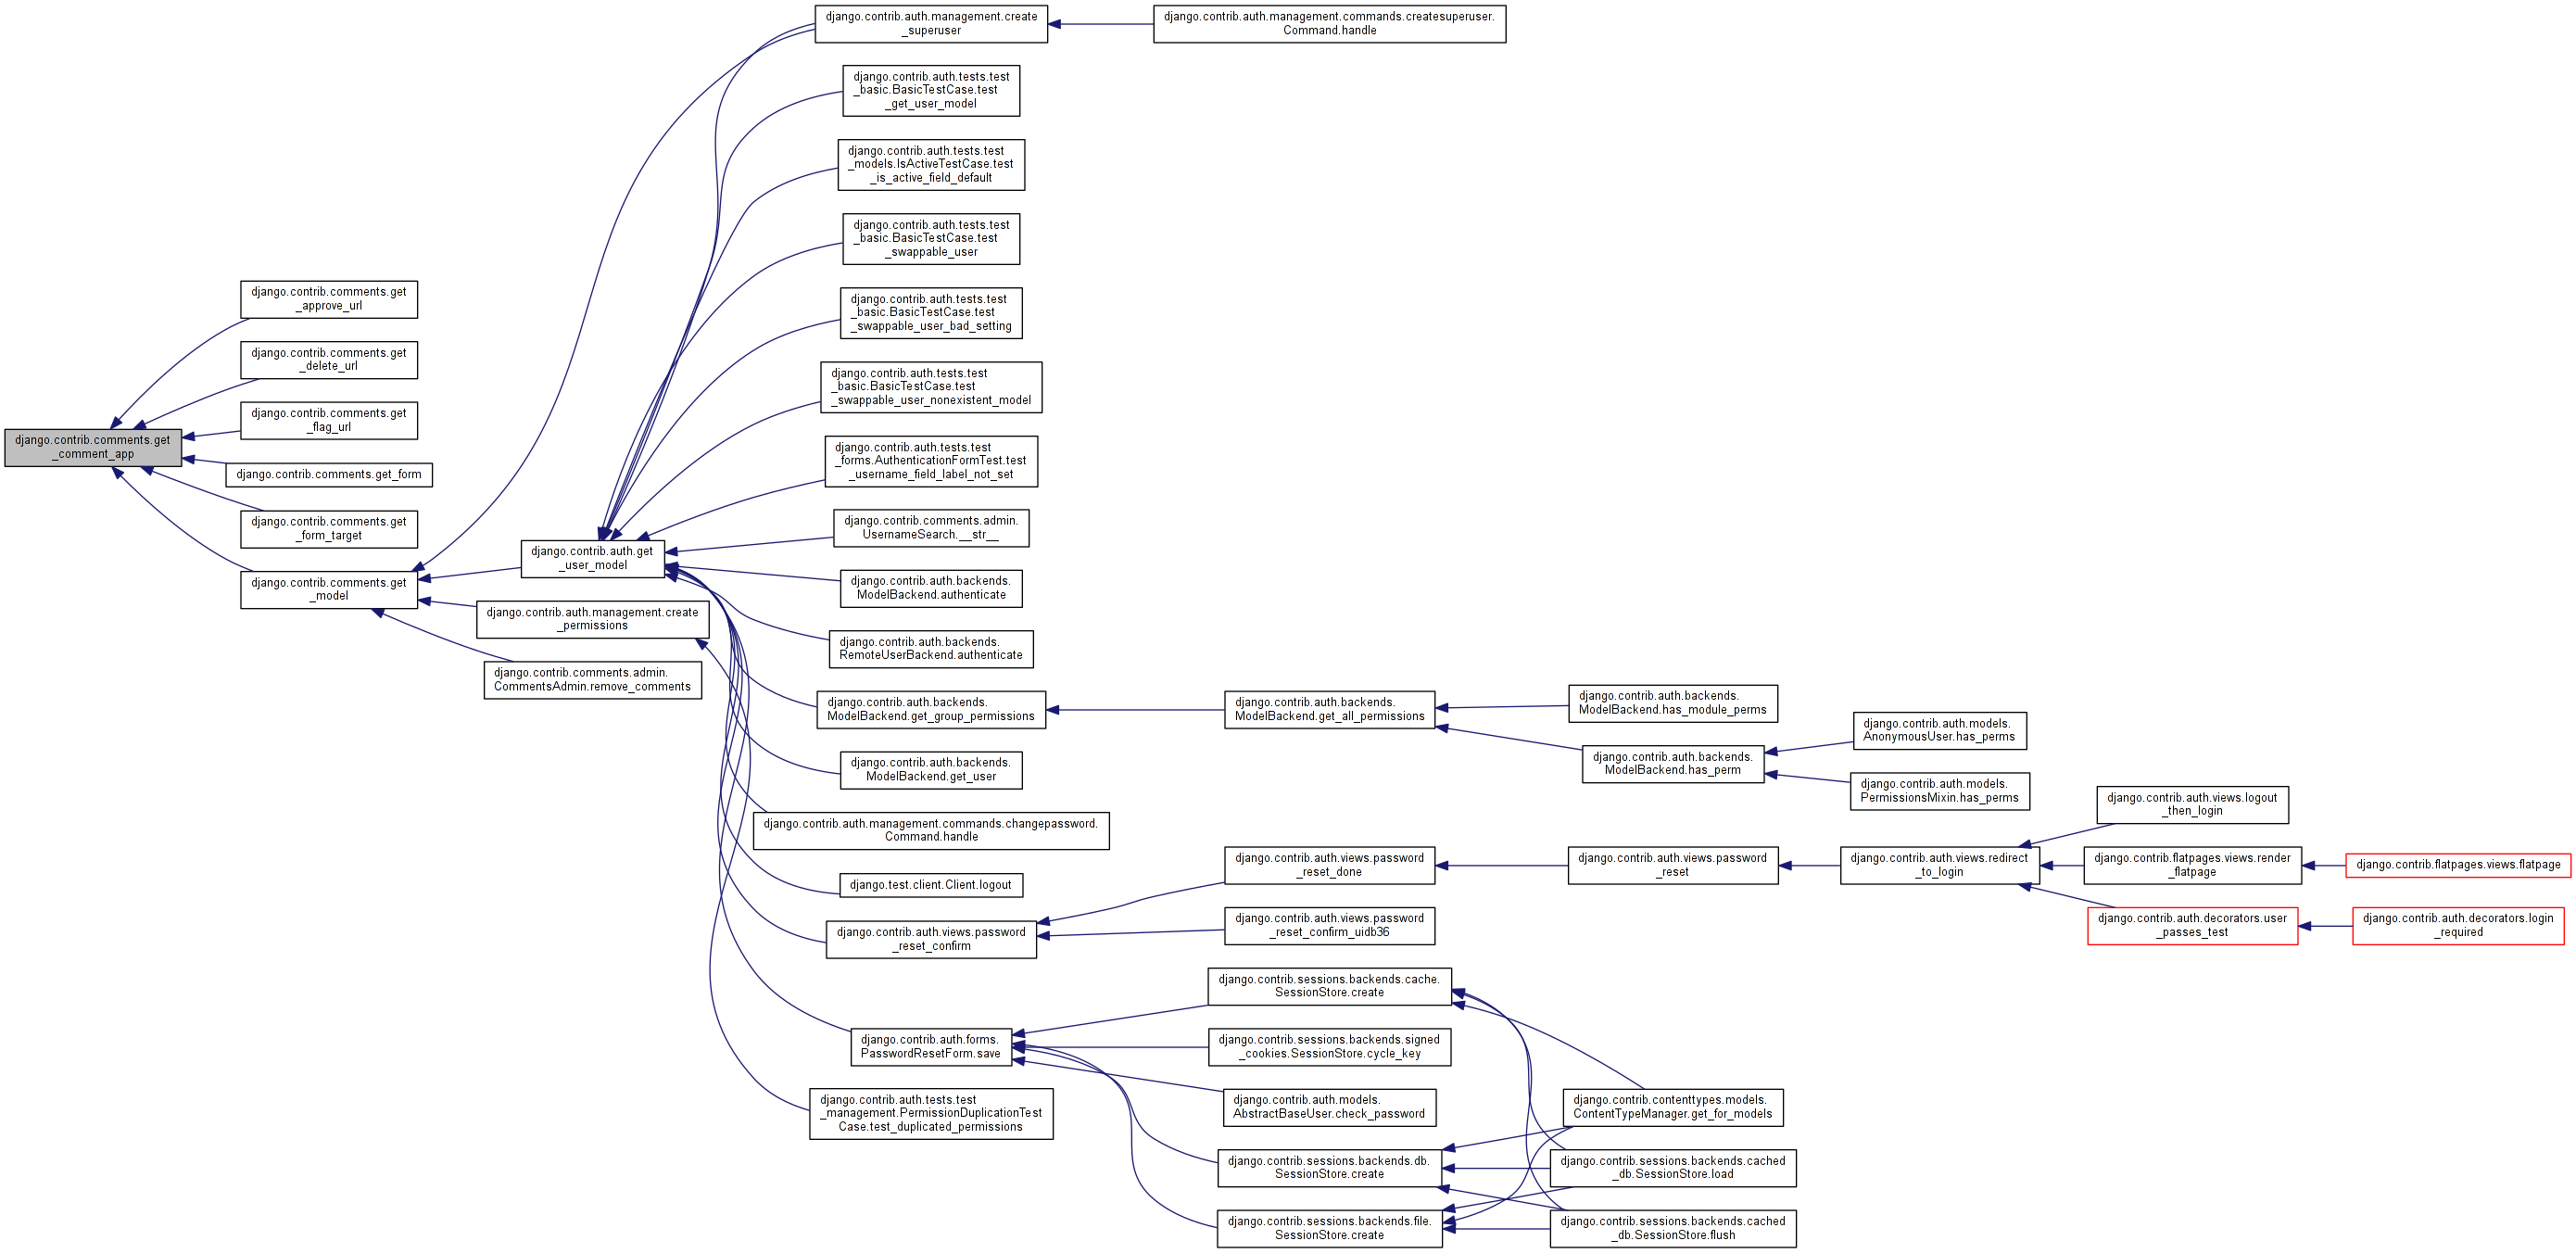 django.contrib.comments.get
_comment_app
django.contrib.comments.get
_approve_url
django.contrib.comments.get
_delete_url
django.contrib.comments.get
_flag_url
django.contrib.comments.get_form
django.contrib.comments.get
_form_target
django.contrib.comments.get
_model
django.contrib.auth.get
_user_model
django.contrib.auth.management.create
_permissions
django.contrib.comments.admin.
CommentsAdmin.remove_comments
django.contrib.auth.management.create
_superuser
django.contrib.auth.management.commands.createsuperuser.
Command.handle
django.contrib.auth.tests.test
_basic.BasicTestCase.test
_get_user_model
django.contrib.auth.tests.test
_models.IsActiveTestCase.test
_is_active_field_default
django.contrib.auth.tests.test
_basic.BasicTestCase.test
_swappable_user
django.contrib.auth.tests.test
_basic.BasicTestCase.test
_swappable_user_bad_setting
django.contrib.auth.tests.test
_basic.BasicTestCase.test
_swappable_user_nonexistent_model
django.contrib.auth.tests.test
_forms.AuthenticationFormTest.test
_username_field_label_not_set
django.contrib.comments.admin.
UsernameSearch.__str__
django.contrib.auth.backends.
ModelBackend.authenticate
django.contrib.auth.backends.
RemoteUserBackend.authenticate
django.contrib.auth.backends.
ModelBackend.get_group_permissions
django.contrib.auth.backends.
ModelBackend.get_all_permissions
django.contrib.auth.backends.
ModelBackend.has_module_perms
django.contrib.auth.backends.
ModelBackend.has_perm
django.contrib.auth.models.
AnonymousUser.has_perms
django.contrib.auth.models.
PermissionsMixin.has_perms
django.contrib.auth.backends.
ModelBackend.get_user
django.contrib.auth.management.commands.changepassword.
Command.handle
django.test.client.Client.logout
django.contrib.auth.views.password
_reset_confirm
django.contrib.auth.views.password
_reset_done
django.contrib.auth.views.password
_reset
django.contrib.auth.views.redirect
_to_login
django.contrib.auth.views.logout
_then_login
django.contrib.flatpages.views.render
_flatpage
django.contrib.flatpages.views.flatpage
django.contrib.auth.decorators.user
_passes_test
django.contrib.auth.decorators.login
_required
django.contrib.auth.views.password
_reset_confirm_uidb36
django.contrib.auth.forms.
PasswordResetForm.save
django.contrib.sessions.backends.cache.
SessionStore.create
django.contrib.sessions.backends.signed
_cookies.SessionStore.cycle_key
django.contrib.auth.models.
AbstractBaseUser.check_password
django.contrib.sessions.backends.db.
SessionStore.create
django.contrib.sessions.backends.file.
SessionStore.create
django.contrib.contenttypes.models.
ContentTypeManager.get_for_models
django.contrib.sessions.backends.cached
_db.SessionStore.load
django.contrib.sessions.backends.cached
_db.SessionStore.flush
django.contrib.auth.tests.test
_management.PermissionDuplicationTest
Case.test_duplicated_permissions